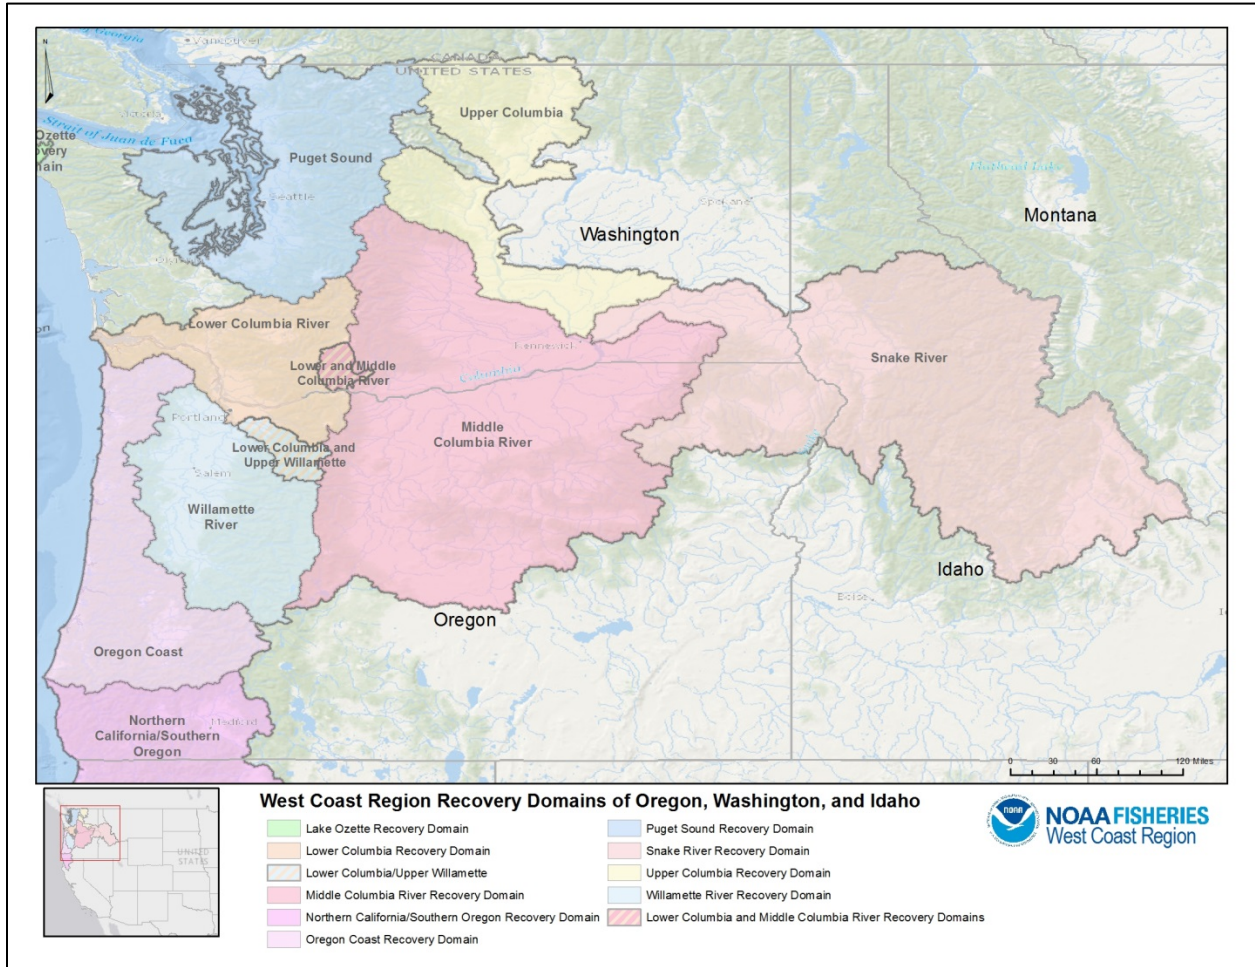 of Georgia
Vancouver
CANADA
UNITED STATES
N
Upper Columbia
Strait of Juan de Fuca
Ozette
overy
main
Puget Sound
Seattle
Flathead Lake
Spokane
Montana
Washington
Lower Columbia River
Kennewick
Snake River
Lower and Middle
Columbia River
Columbia
Portland
Middle
Columbia River
Lower Columbia and
Upper Willamette
Salem
Willamette
River
Idaho
Boise
Oregon
Oregon Coast
Northern
California/Southern
Oregon
Medford
0 30 60 120 Miles
West Coast Region Recovery Domains of Oregon, Washington, and Idaho
Lake Ozette Recovery Domain
Lower Columbia Recovery Domain
Lower Columbia/Upper Willamette
Middle Columbia River Recovery Domain
Northern California/Southern Oregon Recovery Domain
Oregon Coast Recovery Domain
Puget Sound Recovery Domain
Snake River Recovery Domain
Upper Columbia Recovery Domain
Willamette River Recovery Domain
Lower Columbia and Middle Columbia River Recovery Domains
UNITED
STATES
NOAA
NOAA FISHERIES
West Coast Region